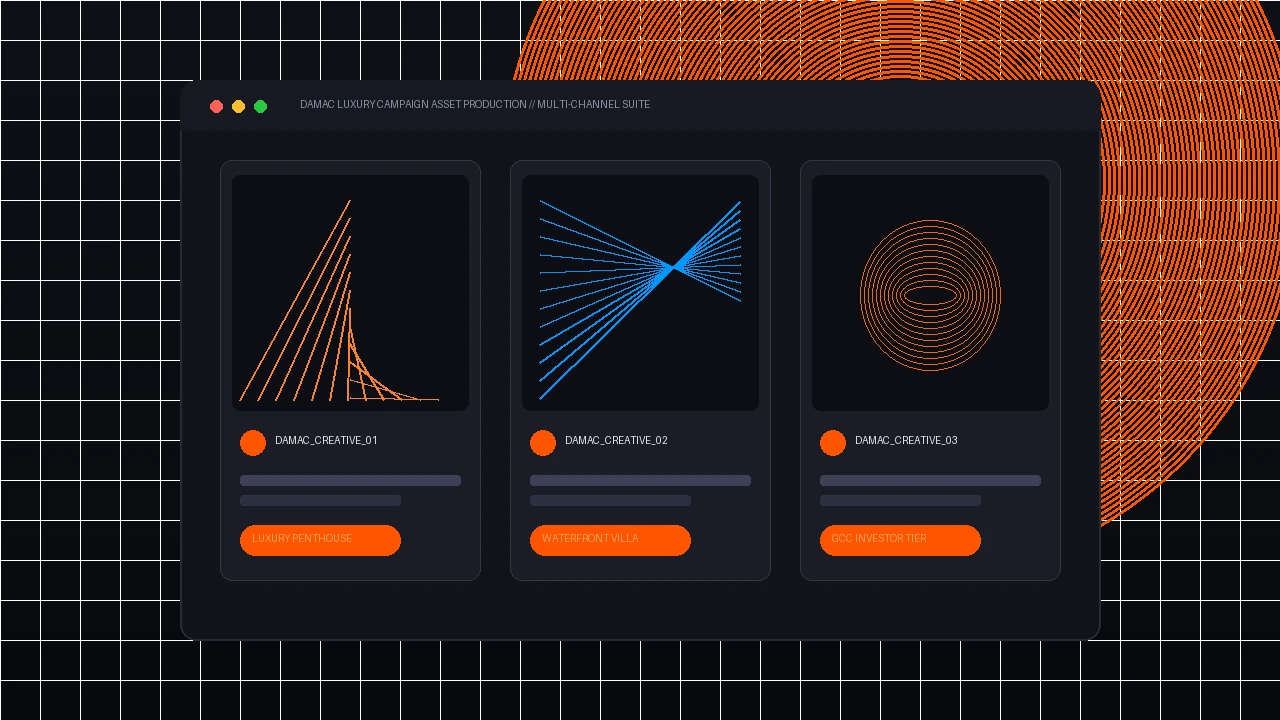 DAMAC LUXURY CAMPAIGN ASSET PRODUCTION // MULTI-CHANNEL SUITE
DAMAC_CREATIVE_01
DAMAC_CREATIVE_02
DAMAC_CREATIVE_03
LUXURY PENTHOUSE
WATERFRONT VILLA
GCC INVESTOR TIER